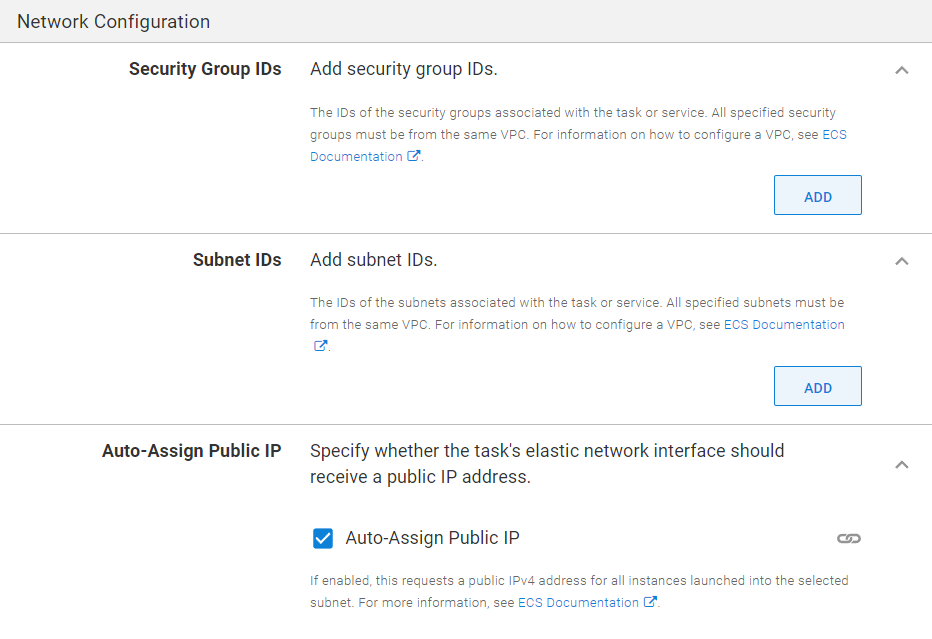 Network Configuration
Security Group IDs
Add security group IDs.
The IDs of the security groups associated with the task or service. All specified security
groups must be from the same VPC. For information on how to configure a VPC, see ECS
Documentation.
ADD
Subnet IDs
Add subnet IDs.
The IDs of the subnets associated with the task or service. All specified subnets must be
from the same VPC. For information on how to configure a VPC, see ECS Documentation
.
ADD
Auto-Assign Public IP
Specify whether the task's elastic network interface should
receive a public IP address.
Auto-Assign Public IP
If enabled, this requests a public IPv4 address for all instances launched into the selected
subnet. For more information, see ECS Documentation.